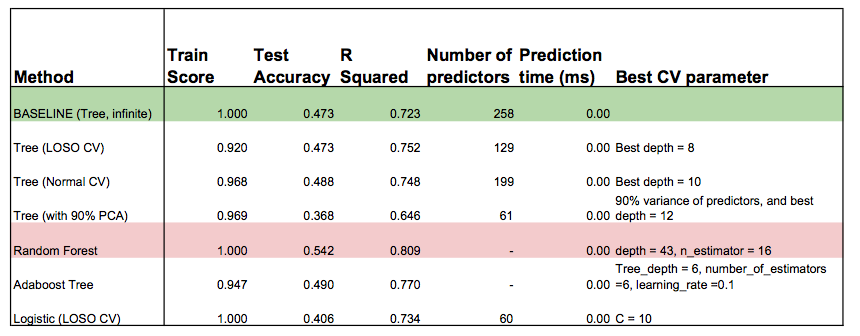 Method Train Score Test Accuracy R Squared Number of predictors Prediction time (ms) Best CV parameter
BASELINE (Tree, infinite) 1.000 0.473 0.723 258 0.00
Tree (LOSO CV) 0.920 0.473 0.752 129 0.00 Best depth = 8
Tree (Normal CV) 0.968 0.488 0.748 199 0.00 Best depth = 10
Tree (with 90% PCA) 0.969 0.368 0.646 61 0.00 90% variance of predictors, and best depth = 12
Random Forest 1.000 0.542 0.809 - 0.00 depth = 43, n_estimator = 16
Adaboost Tree 0.947 0.490 0.770 - 0.00 Tree_depth = 6, number_of_estimators =6, learning_rate =0.1
Logistic (LOSO CV) 1.000 0.406 0.734 60 0.00 C = 10